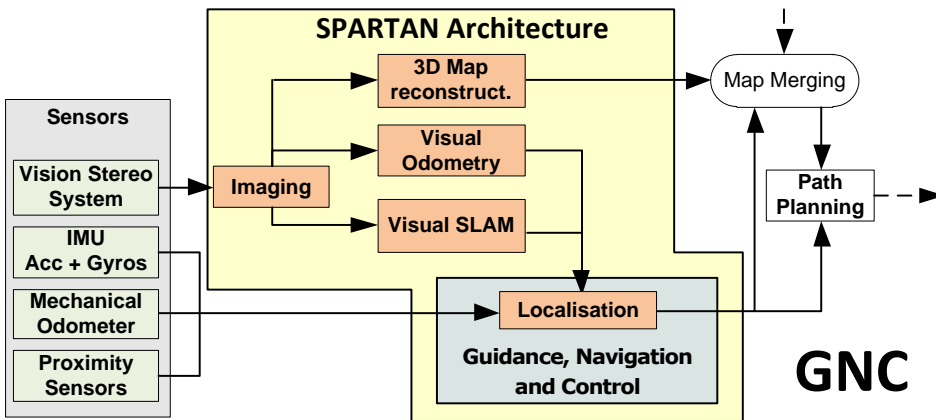 SPARTAN Architecture
3D Map
reconstruct.
Map Merging
Sensors
Visual
Odometry
Vision Stereo
System
Imaging
Path
Planning
Visual SLAM
IMU
Acc + Gyros
Mechanical
Odometer
Localisation
Proximity
Sensors
Guidance, Navigation
and Control
GNC